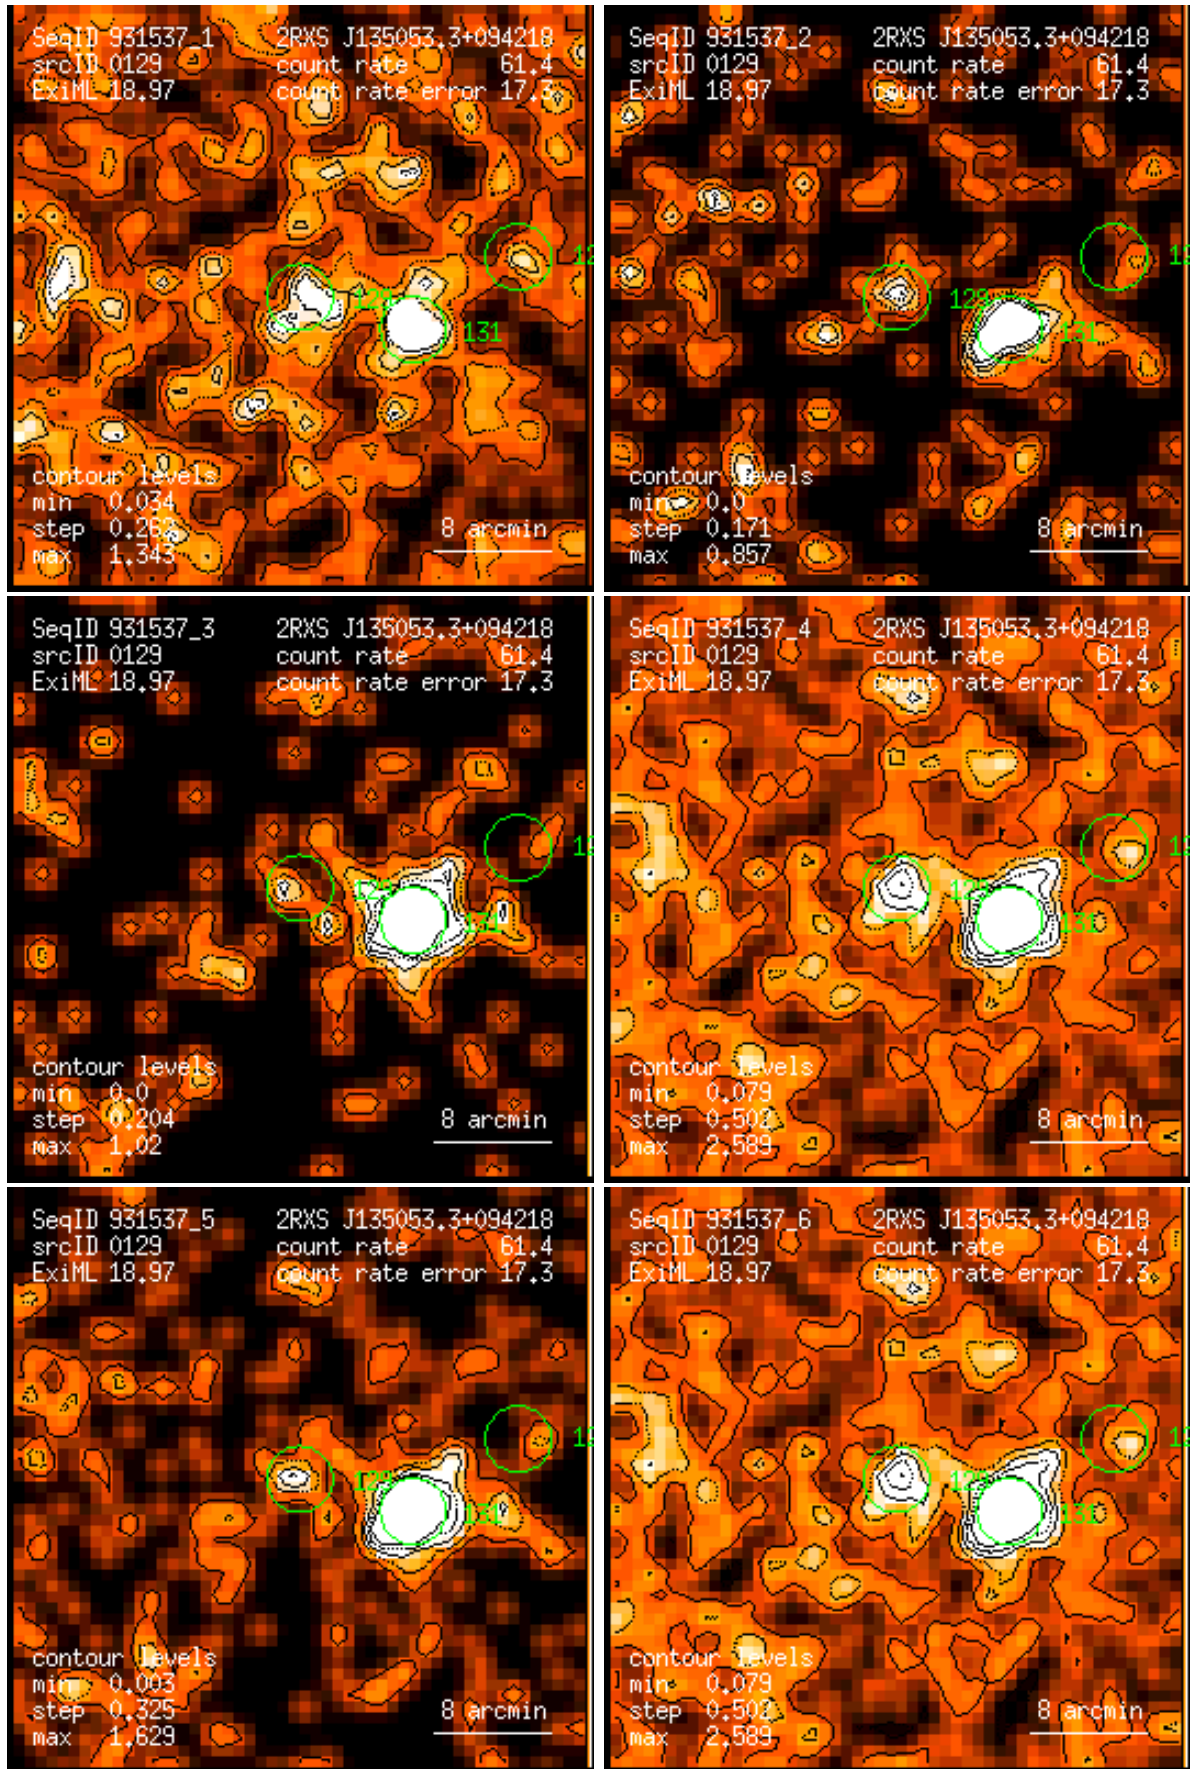 SeqID 931537_1 2RXS J135053.3+094218
srcID 0129 count rate 61.4
ExiML 18.97 count rate error 17.3
129
131
contour levels
min 0.034
step 0.262
max 1.343
8 arcmin
SeqID 931537_2 2RXS J135053.3+094218
srcID 0129 count rate 61.4
ExiML 18.97 count rate error 17.3
129
131
contour levels
min 0.0
step 0.171
max 0.857
8 arcmin
SeqID 931537_3 2RXS J135053.3+094218
srcID 0129 count rate 61.4
ExiML 18.97 count rate error 17.3
129
131
contour levels
min 0.0
step 0.204
max 1.02
8 arcmin
SeqID 931537_4 2RXS J135053.3+094218
srcID 0129 count rate 61.4
ExiML 18.97 count rate error 17.3
129
131
contour levels
min 0.079
step 0.502
max 2.589
8 arcmin
SeqID 931537_5 2RXS J135053.3+094218
srcID 0129 count rate 61.4
ExiML 18.97 count rate error 17.3
129
131
contour levels
min 0.003
step 0.325
max 1.629
8 arcmin
SeqID 931537_6 2RXS J135053.3+094218
srcID 0129 count rate 61.4
ExiML 18.97 count rate error 17.3
129
131
contour levels
min 0.079
step 0.502
max 2.589
8 arcmin